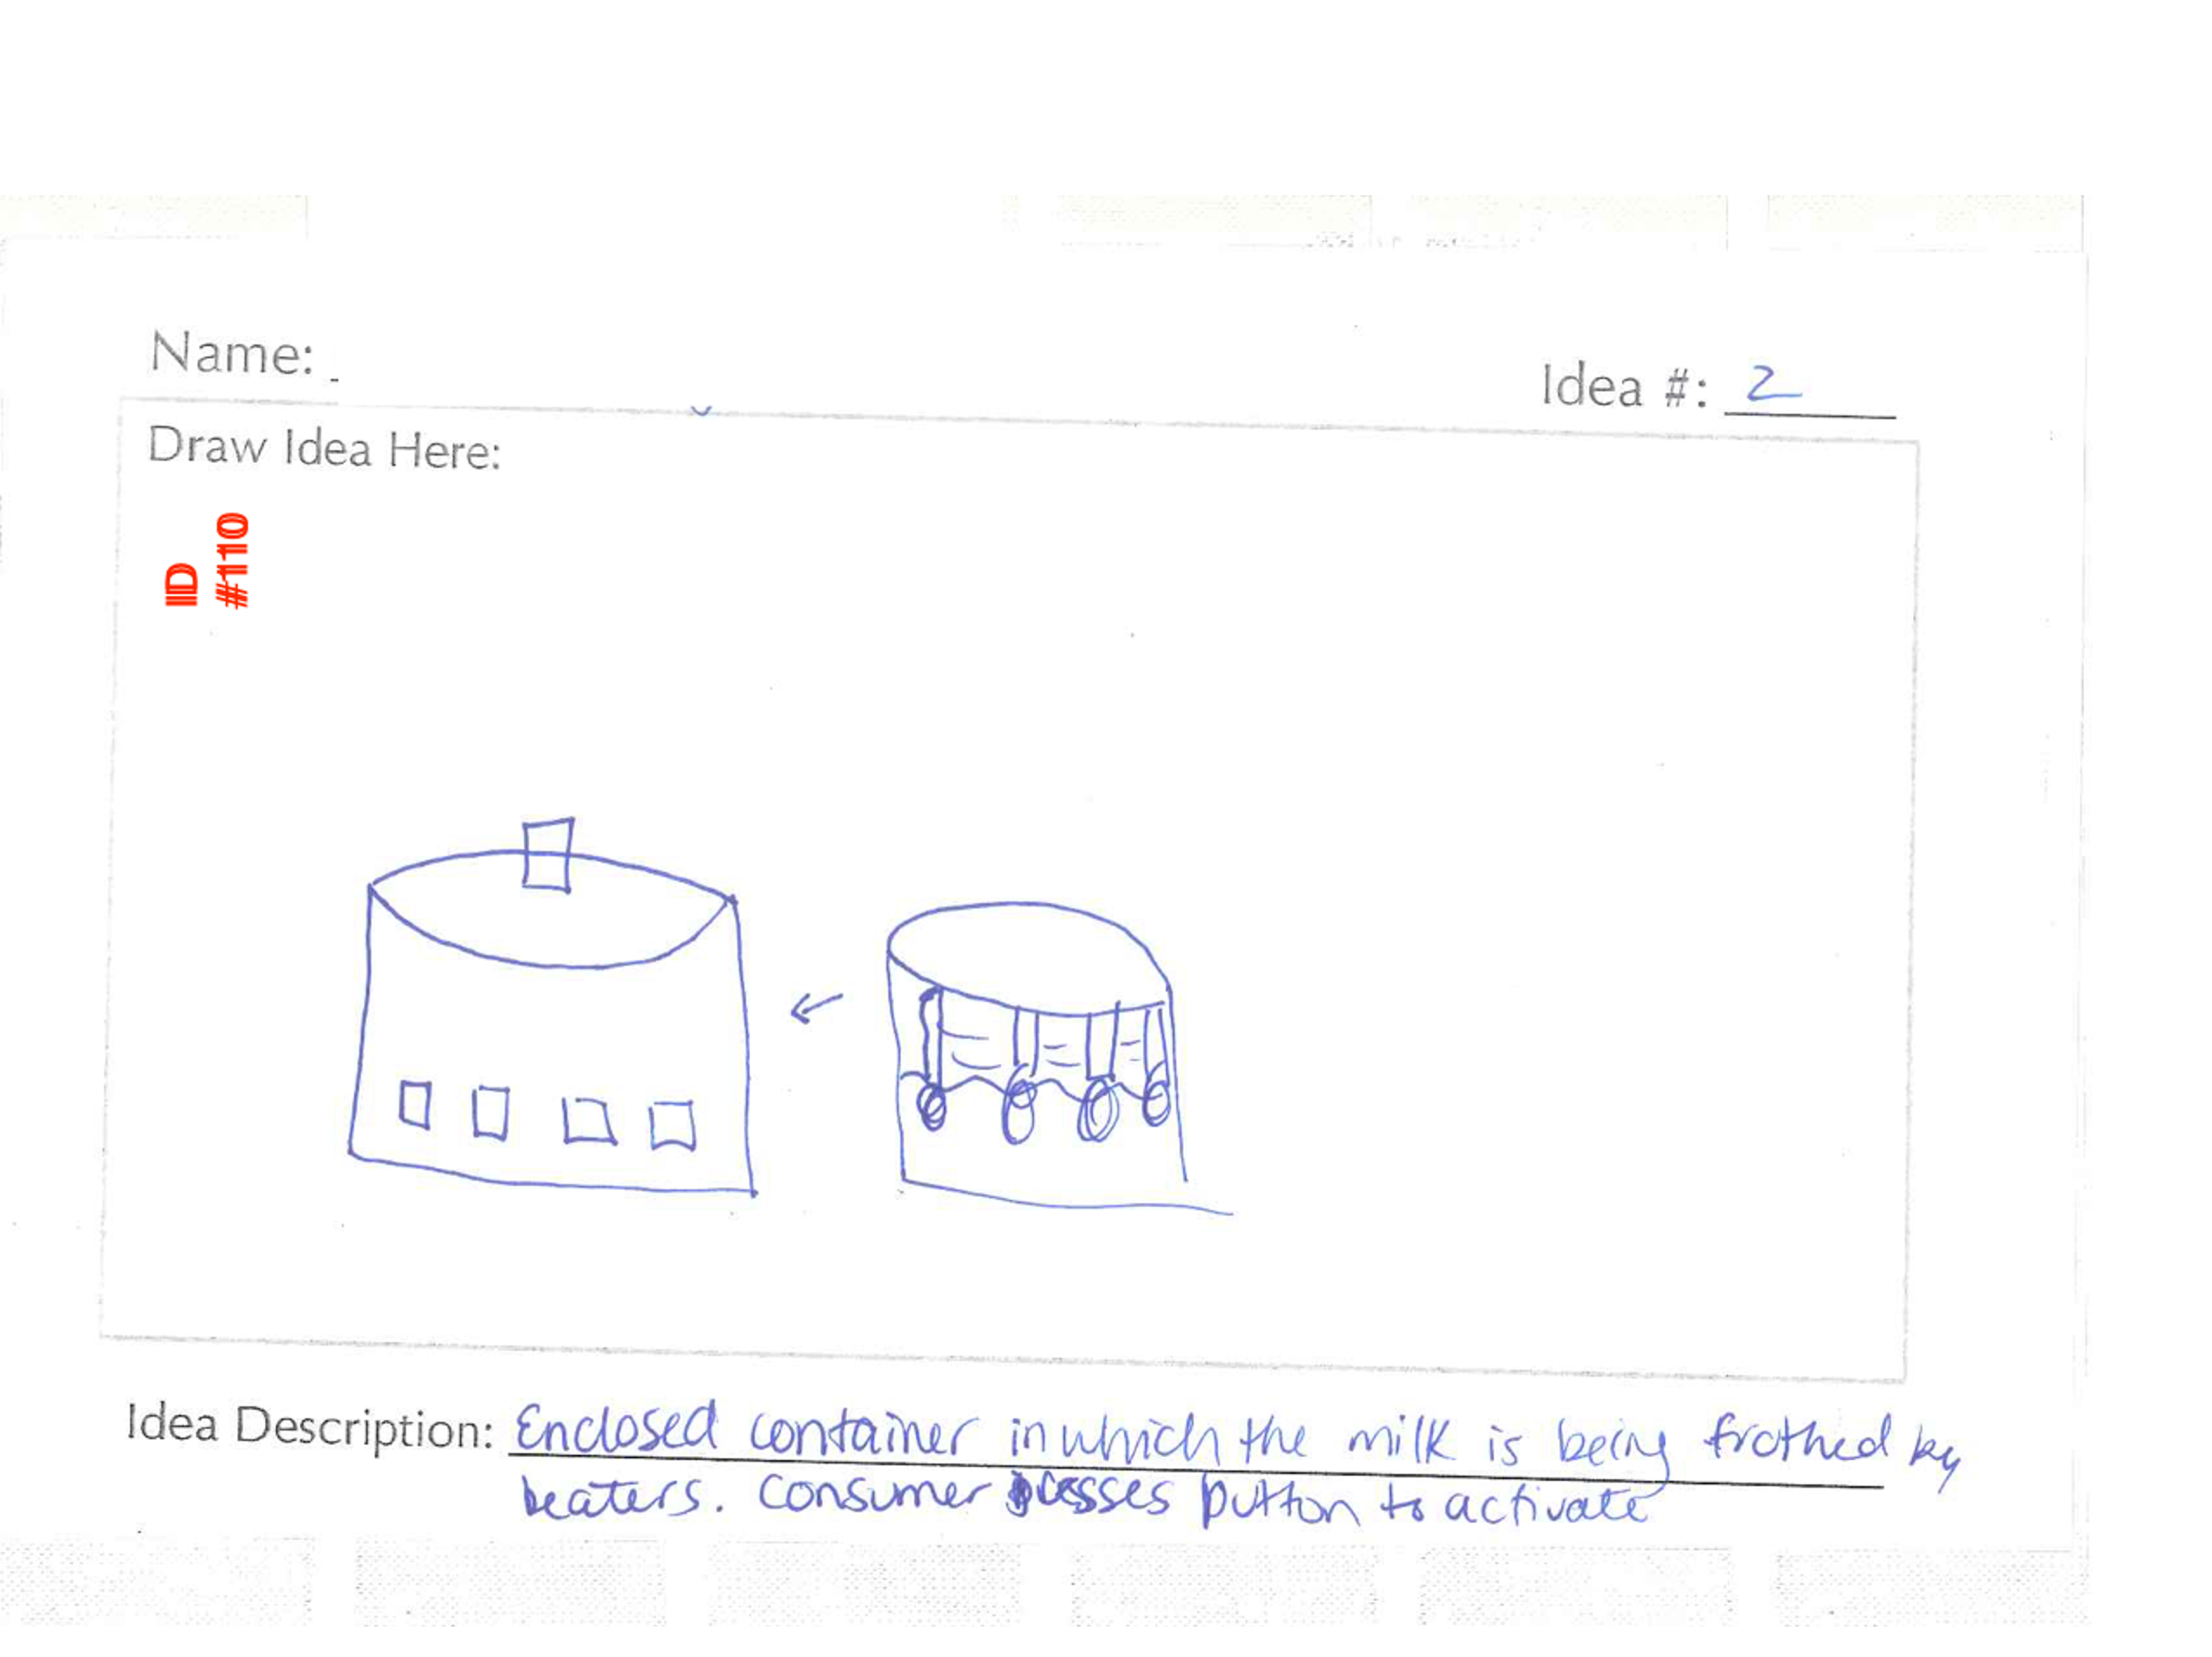 Name:
Idea #: 2
Draw Idea Here:
ID
#110
Idea Description: Enclosed container in which the milk is being frothed by
beaters. Consumer presses button to activate